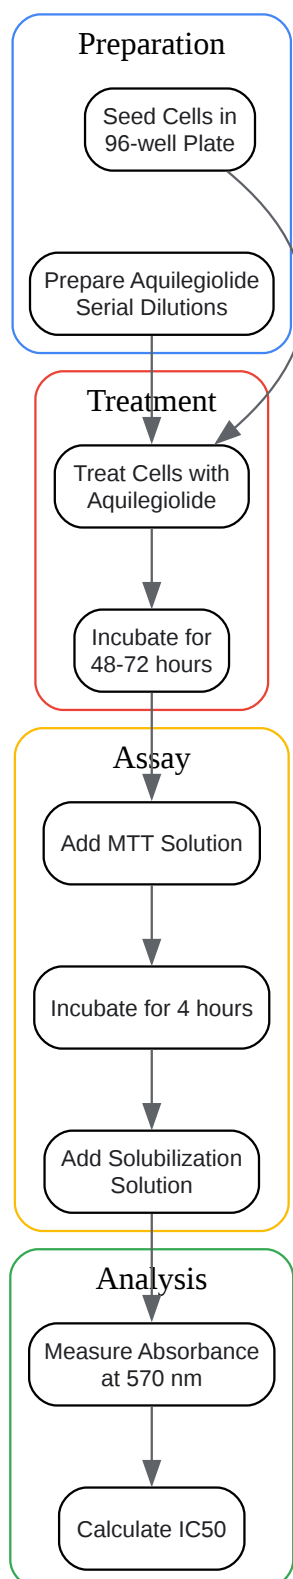 Preparation
Seed Cells in
96-well Plate
Prepare Aquilegiolide
Serial Dilutions
Treatment
Treat Cells with
Aquilegiolide
Incubate for
48-72 hours
Assay
Add MTT Solution
Incubate for 4 hours
Add Solubilization
Solution
Analysis
Measure Absorbance
at 570 nm
Calculate IC50